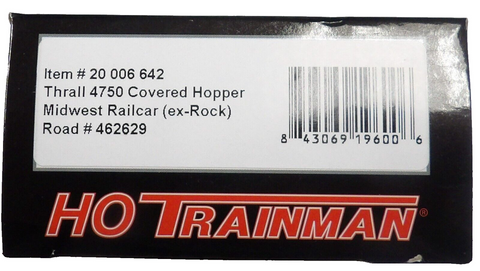 Item # 20 006 642
Thrall 4750 Covered Hopper
Midwest Railcar (ex-Rock)
Road # 462629
8 43069 19600 6
HO TRAINMAN®